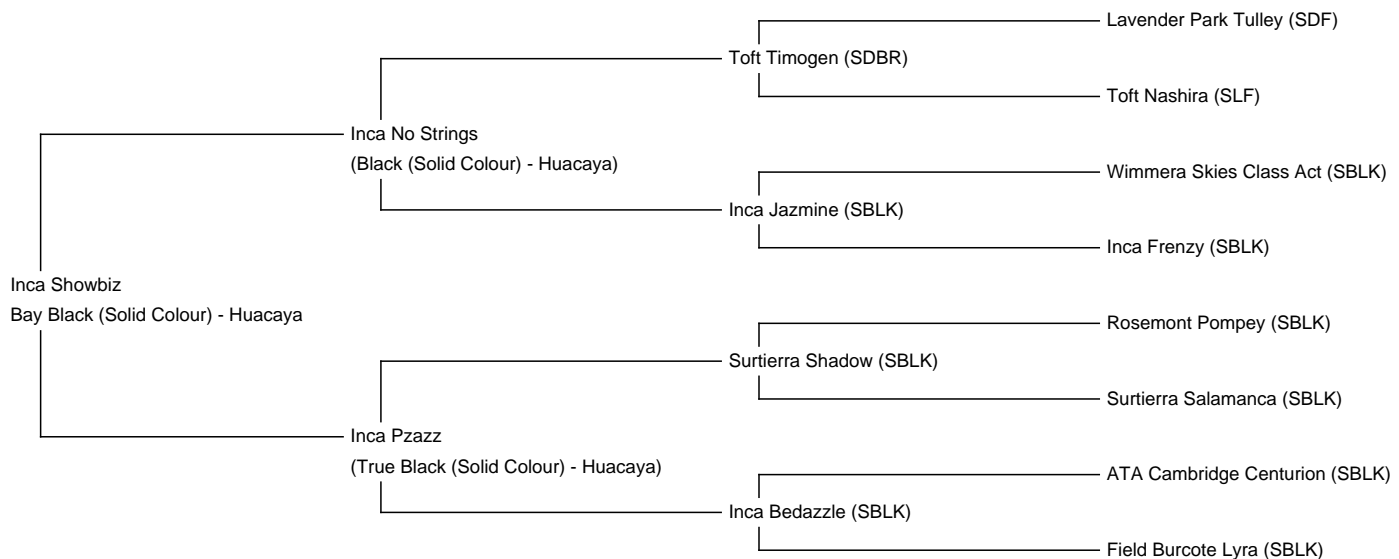 Lavender Park Tulley (SDF)
Toft Timogen (SDBR)
Toft Nashira (SLF)
Inca No Strings
(Black (Solid Colour) - Huacaya)
Wimmera Skies Class Act (SBLK)
Inca Jazmine (SBLK)
Inca Frenzy (SBLK)
Inca Showbiz
Bay Black (Solid Colour) - Huacaya
Rosemont Pompey (SBLK)
Surtierra Shadow (SBLK)
Surtierra Salamanca (SBLK)
Inca Pzazz
(True Black (Solid Colour) - Huacaya)
ATA Cambridge Centurion (SBLK)
Inca Bedazzle (SBLK)
Field Burcote Lyra (SBLK)